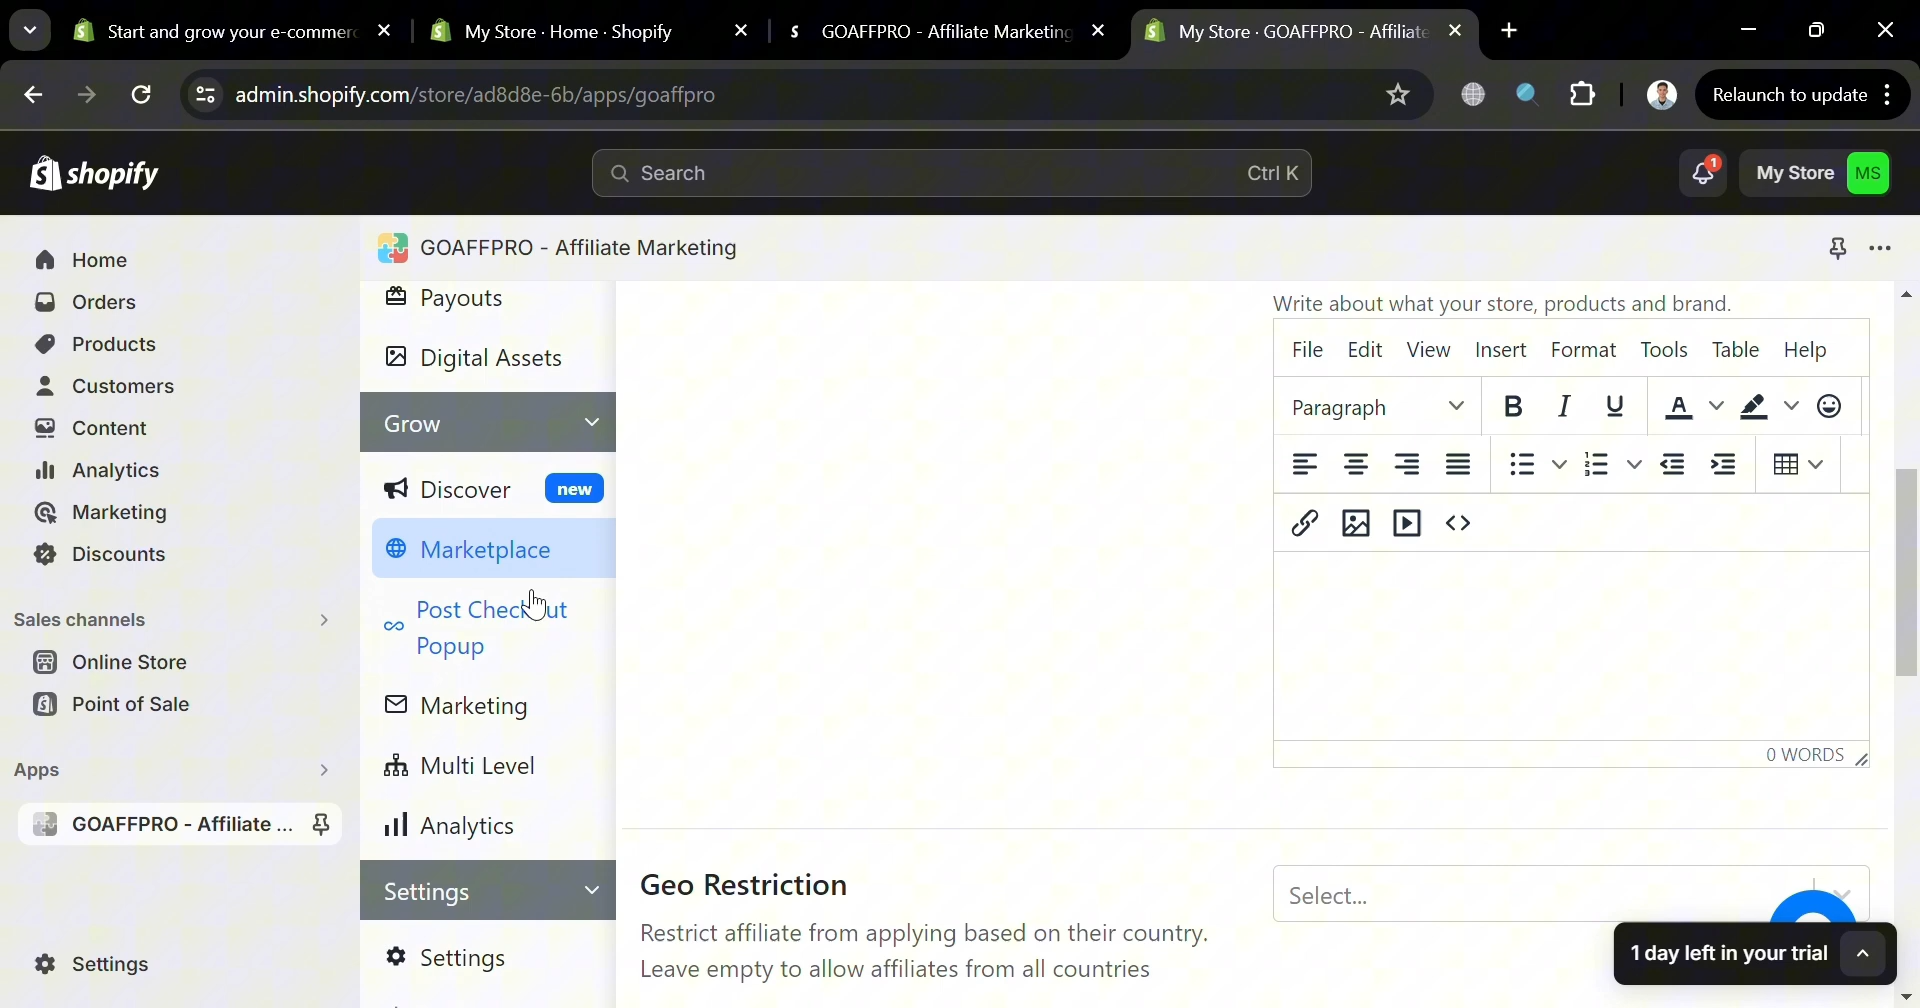 Start and grow your e-commerc
My Store · Home · Shopify
GOAFFPRO - Affiliate Marketing
My Store · GOAFFPRO - Affiliate
admin.shopify.com/store/ad8d8e-6b/apps/goaffpro
Relaunch to update
shopify
Search
Ctrl K
1
My Store
MS
Home
Orders
Products
Customers
Content
Analytics
Marketing
Discounts
Sales channels
Online Store
Point of Sale
Apps
GOAFFPRO - Affiliate ...
Settings
GOAFFPRO - Affiliate Marketing
Payouts
Digital Assets
Grow
Discover
new
Marketplace
Post Checkout
Popup
Marketing
Multi Level
Analytics
Settings
Settings
Write about what your store, products and brand.
File Edit View Insert Format Tools Table Help
Paragraph
0 WORDS
Geo Restriction
Restrict affiliate from applying based on their country.
Leave empty to allow affiliates from all countries
Select...
1 day left in your trial